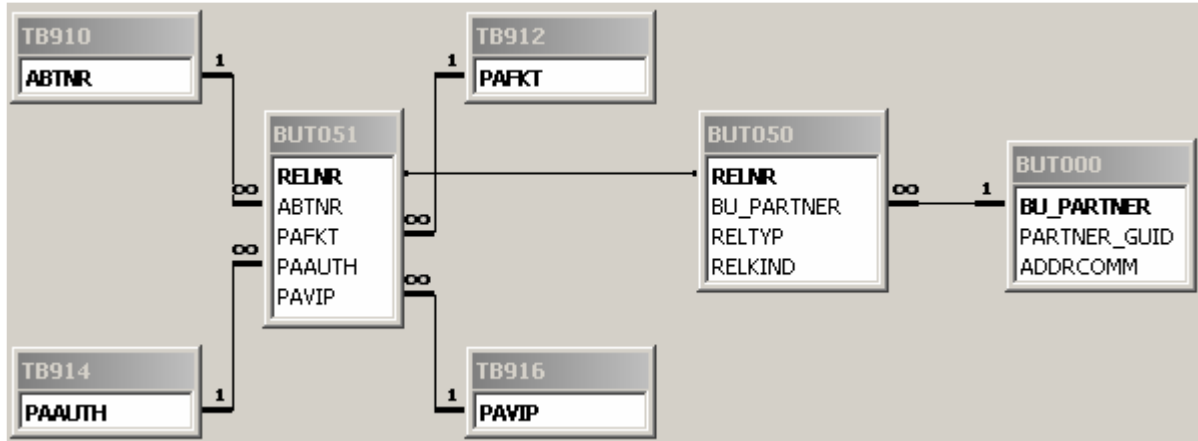 TB910
ABTNR
1
TB912
PAFKT
1
BUT051
RELNR
ABTNR
PAFKT
PAAUTH
PAVIP
∞
∞
∞
∞
BUT050
RELNR
BU_PARTNER
RELTYP
RELKIND
∞
1
BUT000
BU_PARTNER
PARTNER_GUID
ADDRCOMM
TB914
PAAUTH
1
TB916
PAVIP
1